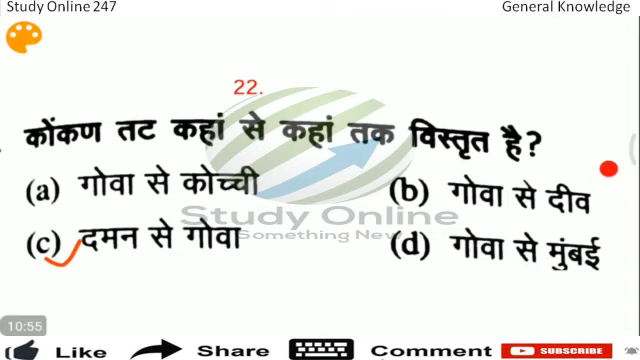 Study Online 247 General Knowledge
22.
कोंकण तट कहां से कहां तक विस्तृत है?
(a) गोवा से कोच्ची (b) गोवा से दीव
Study Online
Something New
(c) दमन से गोवा (d) गोवा से मुंबई
10:55
Like Share Comment SUBSCRIBE